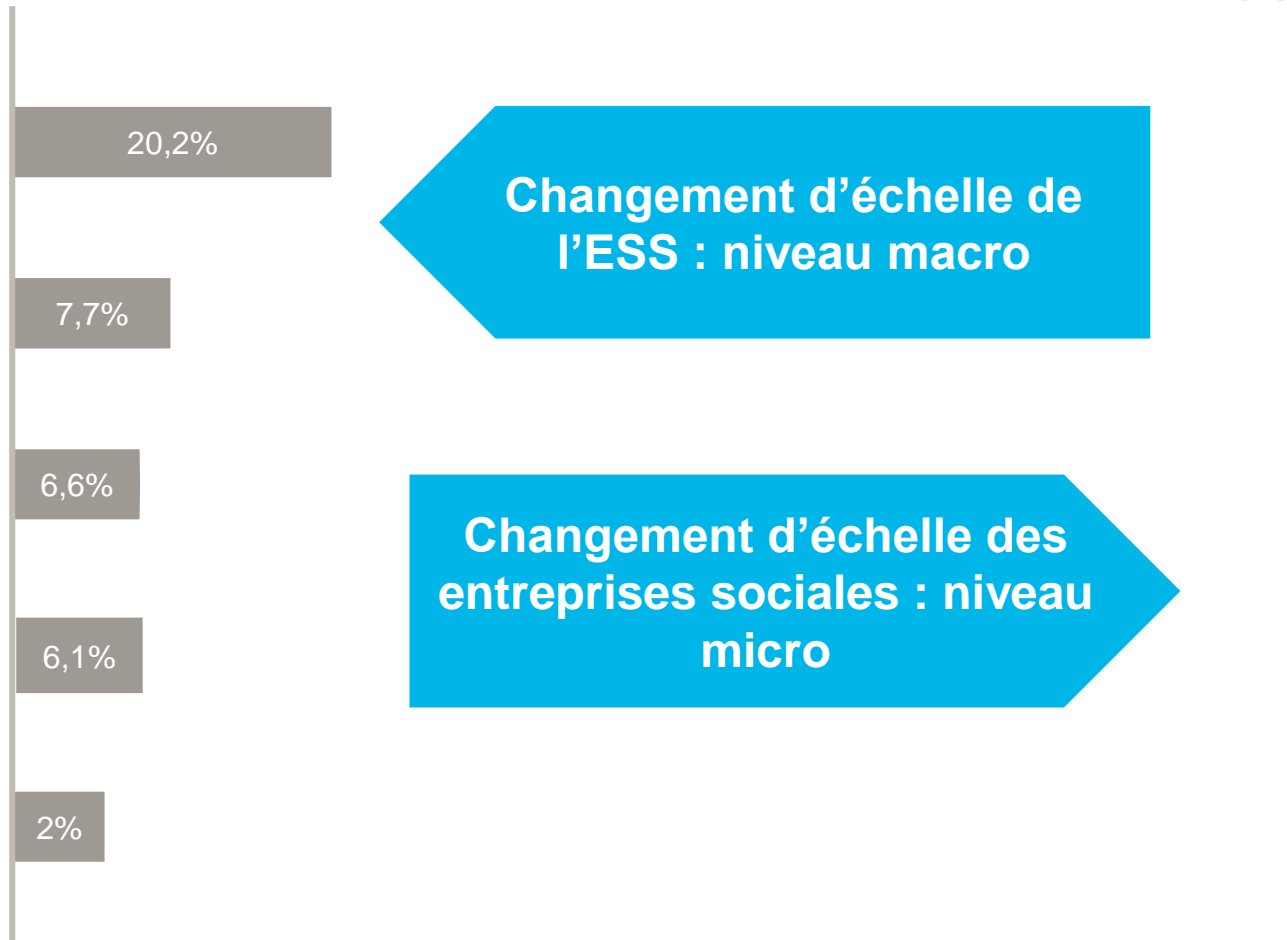 20,2%
Changement d’échelle de
l’ESS : niveau macro
7,7%
6,6%
Changement d’échelle des
entreprises sociales : niveau
micro
6,1%
2%